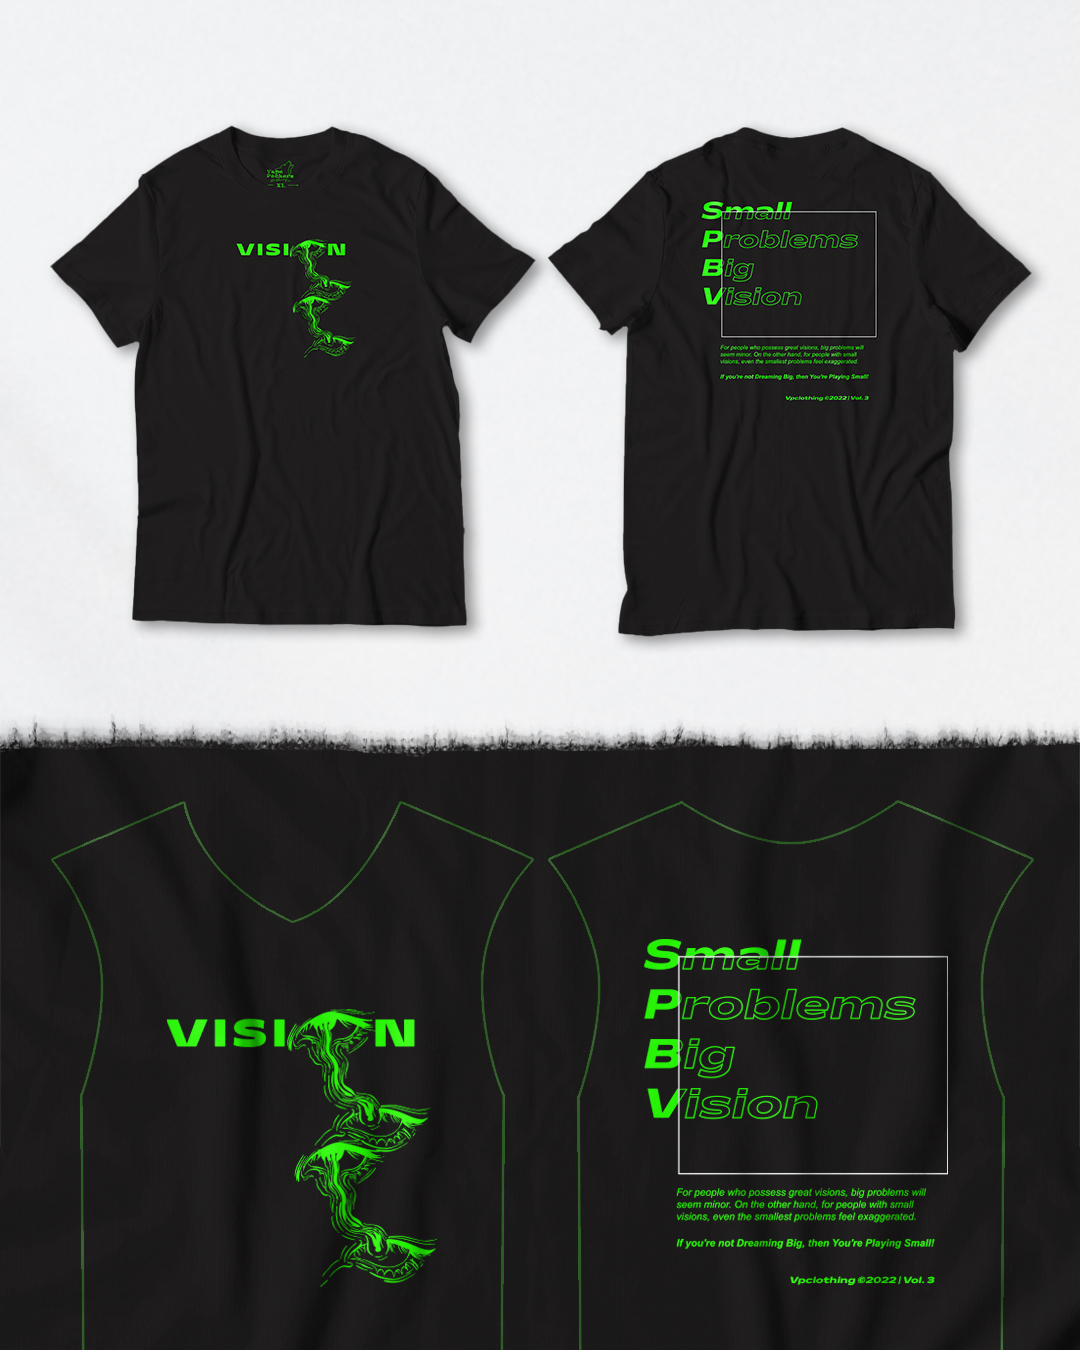 Vape
Packers
XL
VISION
Small
Problems
Big
Vision
For people who possess great visions, big problems will
seem minor. On the other hand, for people with small
visions, even the smallest problems feel exaggerated.
If you're not Dreaming Big, then You're Playing Small!
Vpclothing ©2022 | Vol. 3
VISION
Small
Problems
Big
Vision
For people who possess great visions, big problems will
seem minor. On the other hand, for people with small
visions, even the smallest problems feel exaggerated.
If you're not Dreaming Big, then You're Playing Small!
Vpclothing ©2022 | Vol. 3